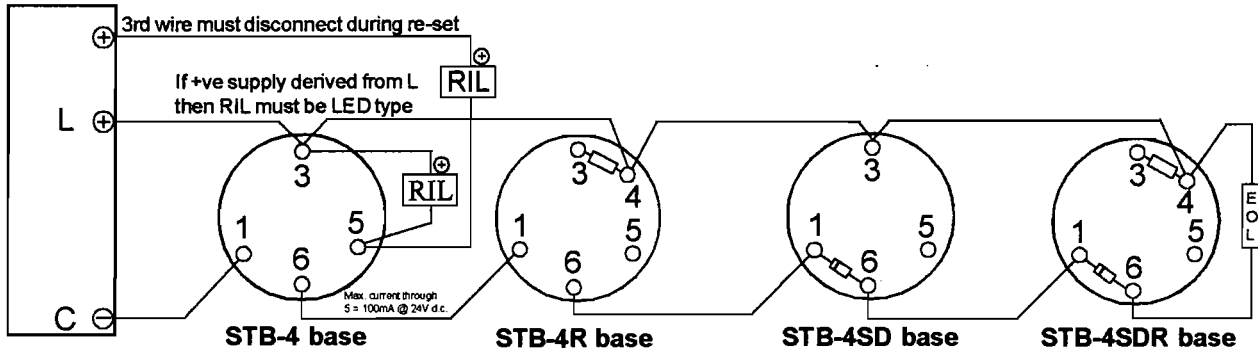 3rd wire must disconnect during re-set
RIL
If +ve supply derived from L
then RIL must be LED type
L
C
3
RIL
1
5
6
Max. current through
5 = 100mA @ 24V d.c.
STB-4 base
3
4
1
5
6
STB-4R base
3
1
5
6
STB-4SD base
3
4
1
5
6
STB-4SDR base
E
O
L